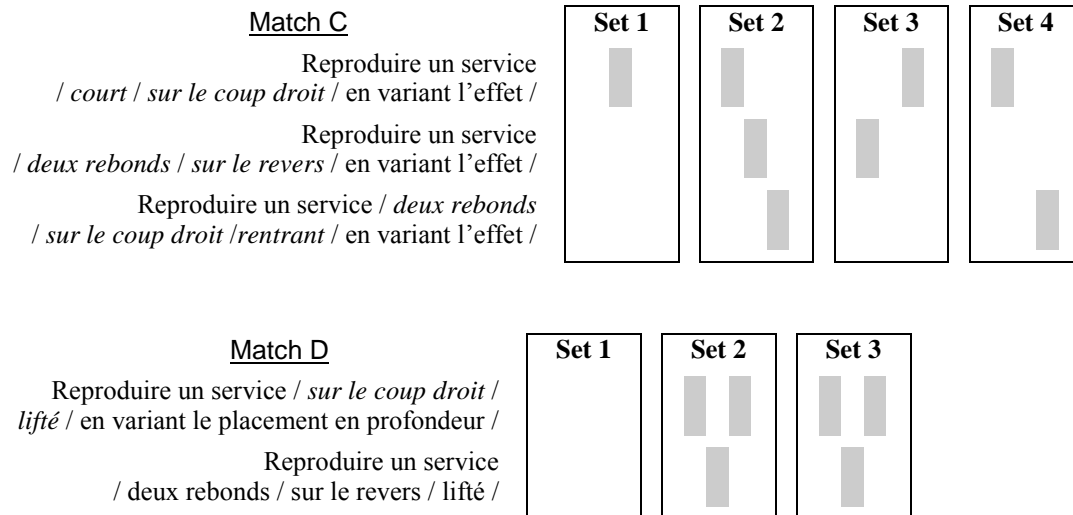 Match C
Set 1 Set 2 Set 3 Set 4
Reproduire un service
/ court / sur le coup droit / en variant l’effet /
Reproduire un service
/ deux rebonds / sur le revers / en variant l’effet /
Reproduire un service / deux rebonds
/ sur le coup droit /rentrant / en variant l’effet /
Match D
Set 1 Set 2 Set 3
Reproduire un service / sur le coup droit /
lifté / en variant le placement en profondeur /
Reproduire un service
/ deux rebonds / sur le revers / lifté /